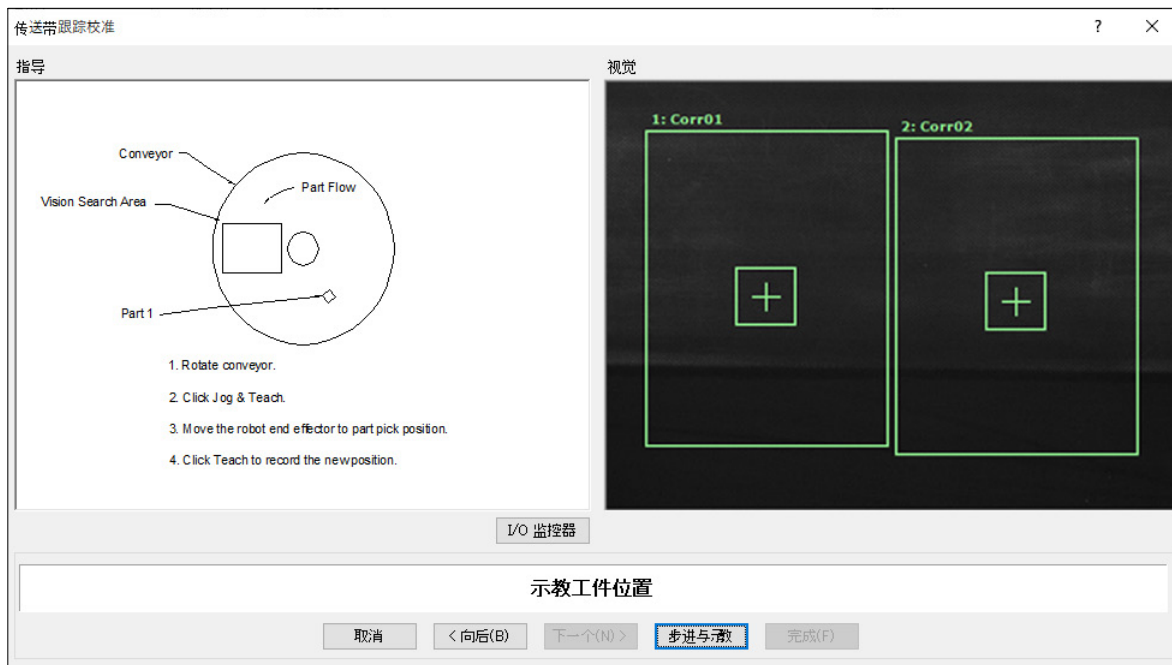 传送带跟踪校准
?
指导
视觉
Conveyor
Part Flow
Vision Search Area
Part 1
1. Rotate conveyor.
2. Click Jog & Teach.
3. Move the robot end effector to part pick position.
4. Click Teach to record the newposition.
1: Corr01
2: Corr02
I/O 监控器
示教工件位置
取消
< 向后(B)
下一个(N) >
步进与示教
完成(F)